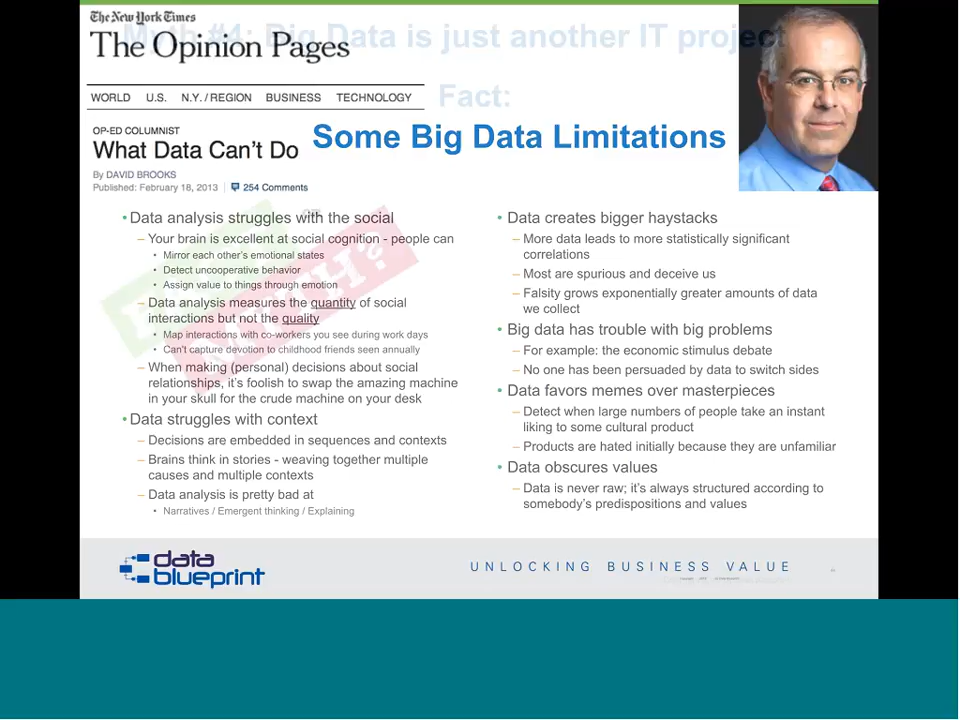 The New York Times
Myth #4: Big Data is just another IT project
The Opinion Pages
WORLD U.S. N.Y. / REGION BUSINESS TECHNOLOGY
Fact:
OP-ED COLUMNIST
What Data Can't Do
Some Big Data Limitations
By DAVID BROOKS
Published: February 18, 2013 | 254 Comments
• Data analysis struggles with the social
– Your brain is excellent at social cognition - people can
• Mirror each other's emotional states
• Detect uncooperative behavior
• Assign value to things through emotion
– Data analysis measures the quantity of social
interactions but not the quality
• Map interactions with co-workers you see during work days
• Can't capture devotion to childhood friends seen annually
– When making (personal) decisions about social
relationships, it's foolish to swap the amazing machine
in your skull for the crude machine on your desk
• Data struggles with context
– Decisions are embedded in sequences and contexts
– Brains think in stories - weaving together multiple
causes and multiple contexts
– Data analysis is pretty bad at
• Narratives / Emergent thinking / Explaining
• Data creates bigger haystacks
– More data leads to more statistically significant
correlations
– Most are spurious and deceive us
– Falsity grows exponentially greater amounts of data
we collect
• Big data has trouble with big problems
– For example: the economic stimulus debate
– No one has been persuaded by data to switch sides
• Data favors memes over masterpieces
– Detect when large numbers of people take an instant
liking to some cultural product
– Products are hated initially because they are unfamiliar
• Data obscures values
– Data is never raw; it's always structured according to
somebody's predispositions and values
MYTH?
data
blueprint
UNLOCKING BUSINESS VALUE